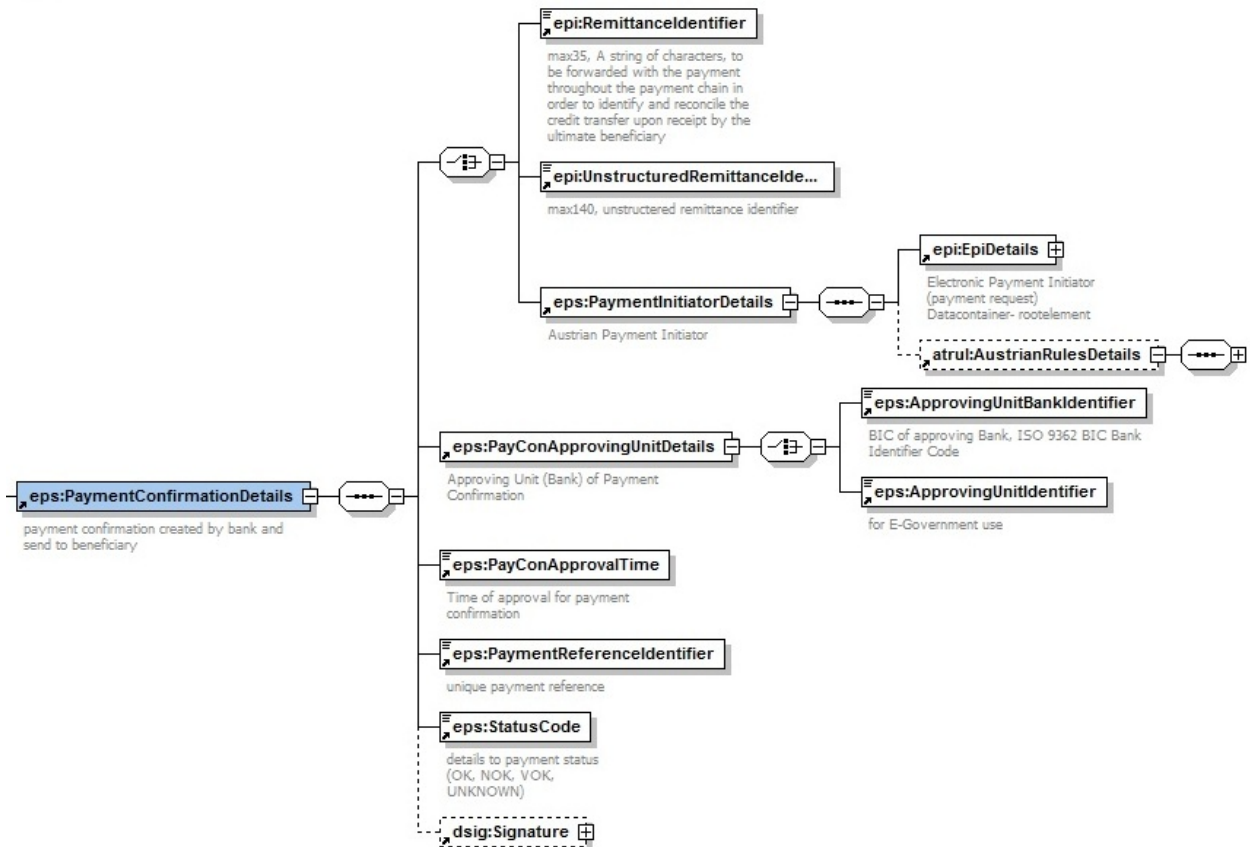 epi:RemittanceIdentifier
max35, A string of characters, to
be forwarded with the payment
throughout the payment chain in
order to identify and reconcile the
credit transfer upon receipt by the
ultimate beneficiary
epi:UnstructuredRemittanceIde...
max140, unstructered remittance identifier
epi:EpiDetails
Electronic Payment Initiator
(payment request)
Datacontainer- rootelement
eps:PaymentInitiatorDetails
Austrian Payment Initiator
atrul:AustrianRulesDetails
eps:ApprovingUnitBankIdentifier
BIC of approving Bank, ISO 9362 BIC Bank
Identifier Code
eps:PayConApprovingUnitDetails
Approving Unit (Bank) of Payment
Confirmation
eps:ApprovingUnitIdentifier
for E-Government use
eps:PaymentConfirmationDetails
payment confirmation created by bank and
send to beneficiary
eps:PayConApprovalTime
Time of approval for payment
confirmation
eps:PaymentReferenceIdentifier
unique payment reference
eps:StatusCode
details to payment status
(OK, NOK, VOK,
UNKNOWN)
dsig:Signature